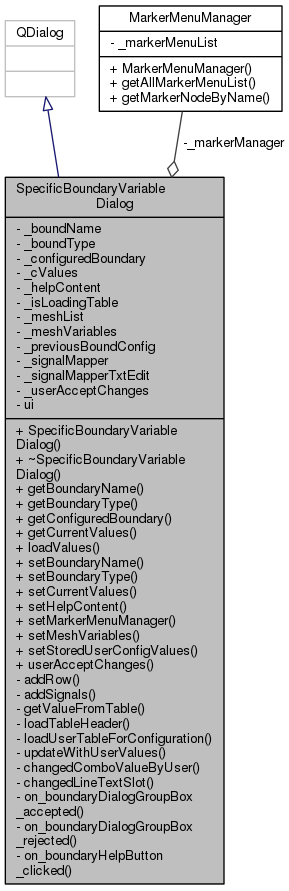 QDialog
MarkerMenuManager
- _markerMenuList
+ MarkerMenuManager()
+ getAllMarkerMenuList()
+ getMarkerNodeByName()
-_markerManager
SpecificBoundaryVariable
Dialog
- _boundName
- _boundType
- _configuredBoundary
- _cValues
- _helpContent
- _isLoadingTable
- _meshList
- _meshVariables
- _previousBoundConfig
- _signalMapper
- _signalMapperTxtEdit
- _userAcceptChanges
- ui
+ SpecificBoundaryVariable
Dialog()
+ ~SpecificBoundaryVariable
Dialog()
+ getBoundaryName()
+ getBoundaryType()
+ getConfiguredBoundary()
+ getCurrentValues()
+ loadValues()
+ setBoundaryName()
+ setBoundaryType()
+ setCurrentValues()
+ setHelpContent()
+ setMarkerMenuManager()
+ setMeshVariables()
+ setStoredUserConfigValues()
+ userAcceptChanges()
- addRow()
- addSignals()
- getValueFromTable()
- loadTableHeader()
- loadUserTableForConfiguration()
- updateWithUserValues()
- changedComboValueByUser()
- changedLineTextSlot()
- on_boundaryDialogGroupBox
_accepted()
- on_boundaryDialogGroupBox
_rejected()
- on_boundaryHelpButton
_clicked()